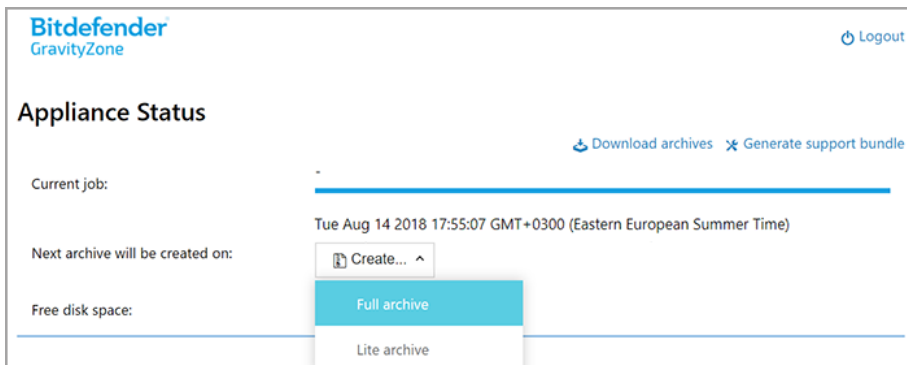 Bitdefender
GravityZone
Logout
Appliance Status
Download archives Generate support bundle
Current job:
-
Tue Aug 14 2018 17:55:07 GMT+0300 (Eastern European Summer Time)
Next archive will be created on:
Create...
Free disk space:
Full archive
Lite archive